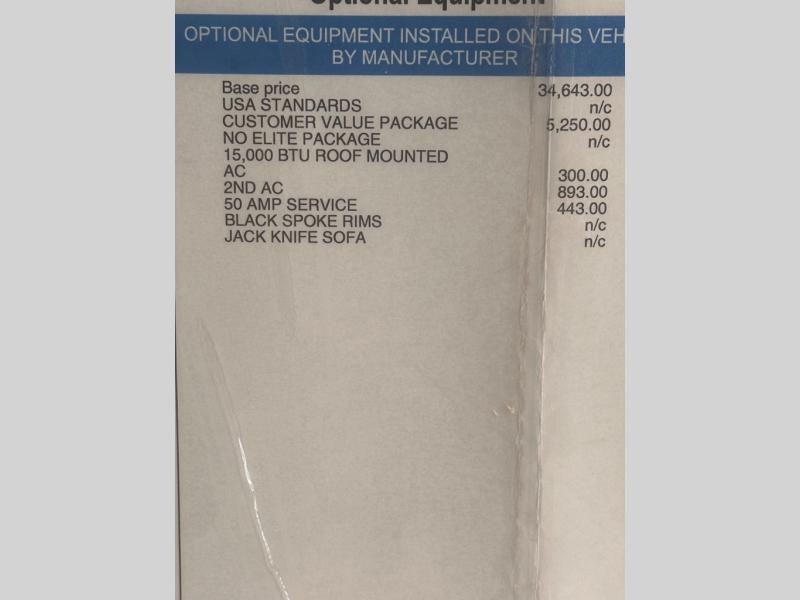 Optional Equipment
OPTIONAL EQUIPMENT INSTALLED ON THIS VEH
BY MANUFACTURER
Base price 34,643.00
USA STANDARDS n/c
CUSTOMER VALUE PACKAGE 5,250.00
NO ELITE PACKAGE n/c
15,000 BTU ROOF MOUNTED
AC 300.00
2ND AC 893.00
50 AMP SERVICE 443.00
BLACK SPOKE RIMS n/c
JACK KNIFE SOFA n/c